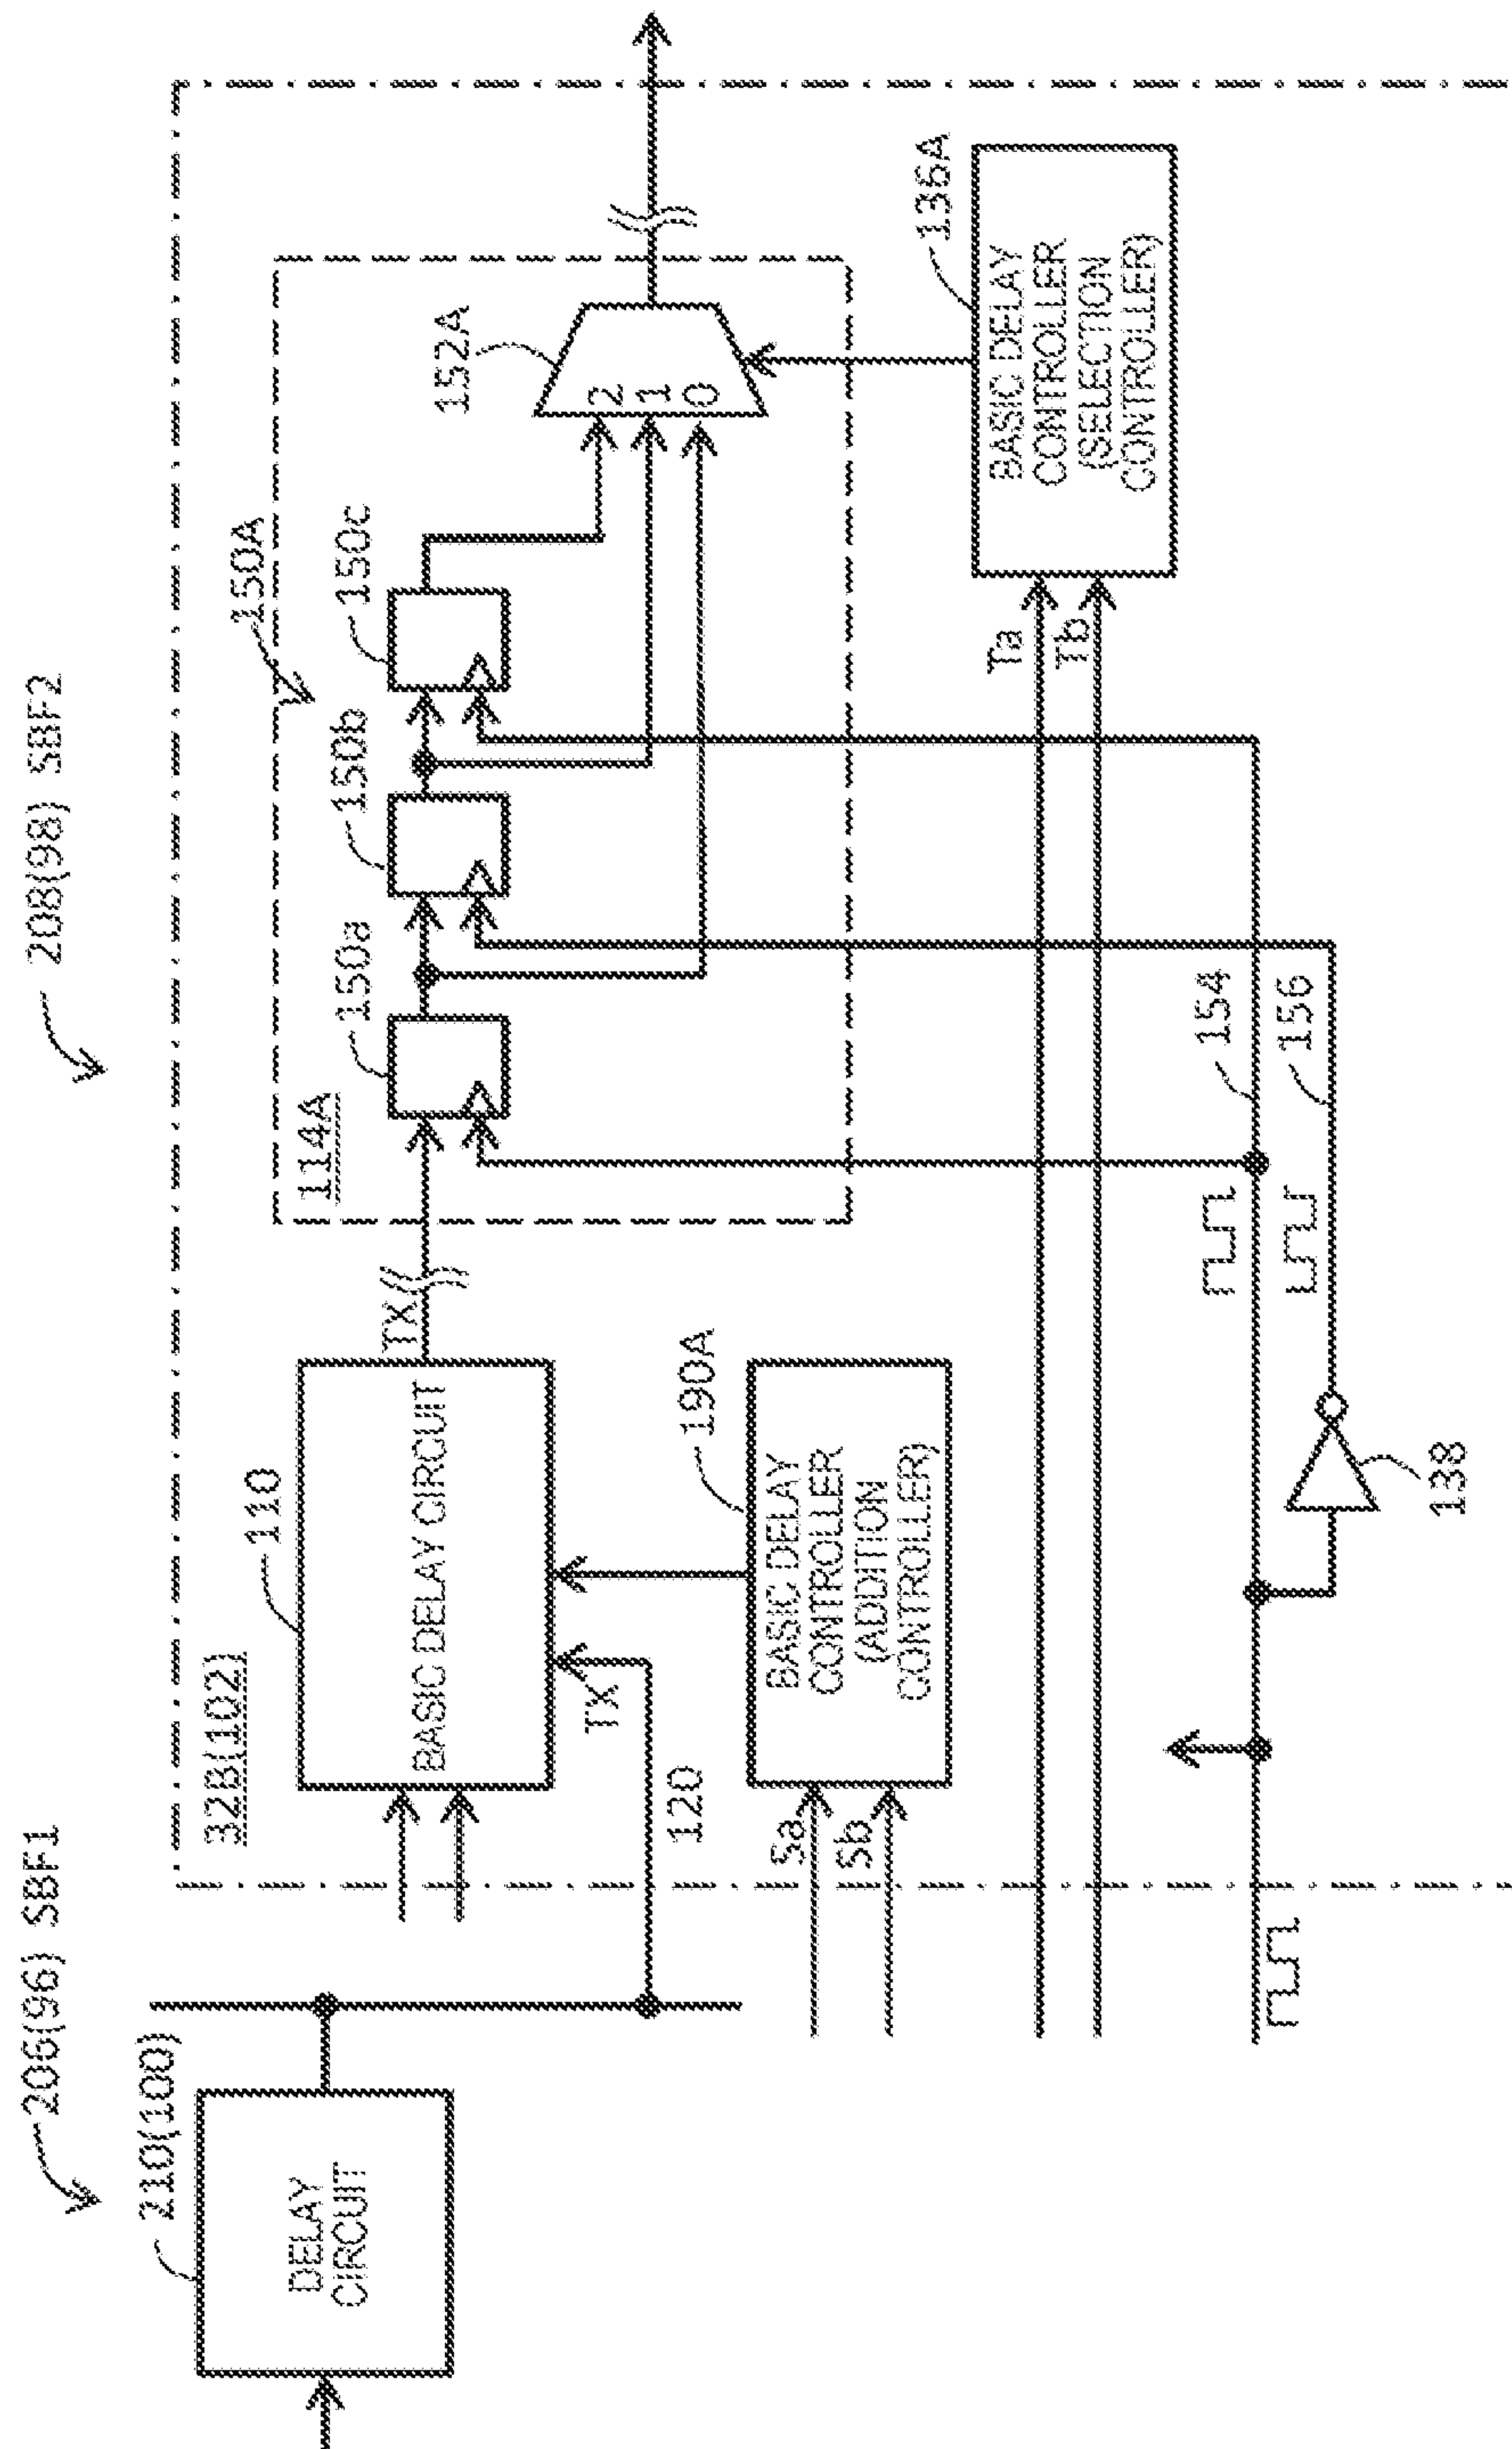 206(96) SBF1
208(98) SBF2
210(100)
DELAY
CIRCUIT
32B(102)
110
BASIC DELAY CIRCUIT
TX
TX
120
190A
BASIC DELAY
CONTROLLER
(ADDITION
CONTROLLER)
Sa
Sb
114A
150A
150a
150b
150c
152A
2
1
0
136A
BASIC DELAY
CONTROLLER
(SELECTION
CONTROLLER)
Ta
Tb
154
156
138